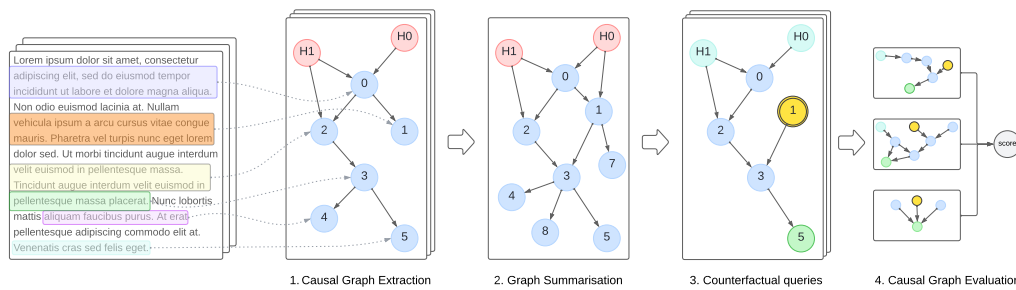 Lorem ipsum dolor sit amet, consectetur
adipiscing elit, sed do eiusmod tempor
incididunt ut labore et dolore magna aliqua.
Non odio euismod lacinia at. Nullam
vehicula ipsum a arcu cursus vitae congue
mauris. Pharetra vel turpis nunc eget lorem
dolor sed. Ut morbi tincidunt augue interdum
velit euismod in pellentesque massa.
Tincidunt augue interdum velit euismod in
pellentesque massa placerat. Nunc lobortis
mattis aliquam faucibus purus. At erat
pellentesque adipiscing commodo elit at.
Venenatis cras sed felis eget.
H1 H0
0
2 1
3
4
5
1. Causal Graph Extraction
H1 H0
0
1
2
7
3
4
8 5
2. Graph Summarisation
H1 H0
0
1
2
3
5
3. Counterfactual queries
score
4. Causal Graph Evaluation